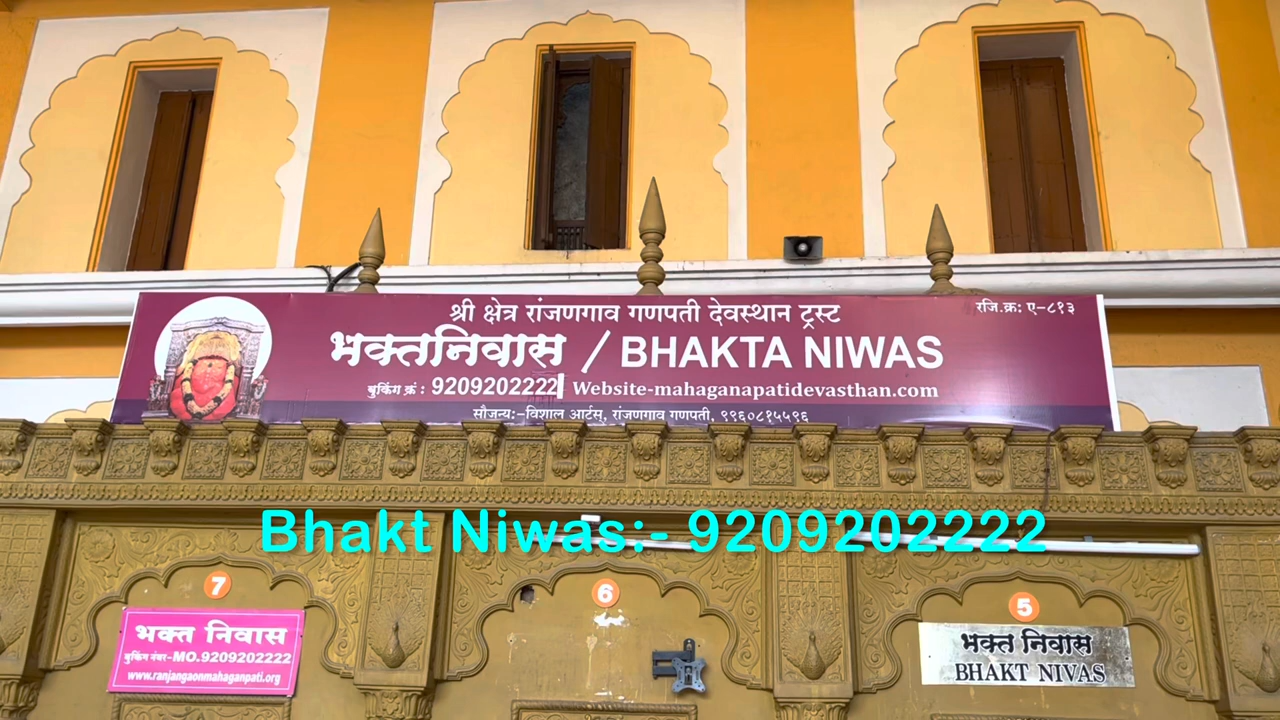 श्री क्षेत्र रांजणगाव गणपती देवस्थान ट्रस्ट
रजि.क्र: ए-८१३
भक्तनिवास / BHAKTA NIWAS
बुकिंग क्रं : 9209202222 Website-mahaganapatidevasthan.com
सौजन्य:-विशाल आर्टस्, रांजणगाव गणपती. ९९६०८१५५९६
Bhakt Niwas:- 9209202222
7
6
5
भक्त निवास
बुकींग नंबर-MO.9209202222
www.ranjangaonmahaganpati.org
भक्त निवास
BHAKT NIVAS